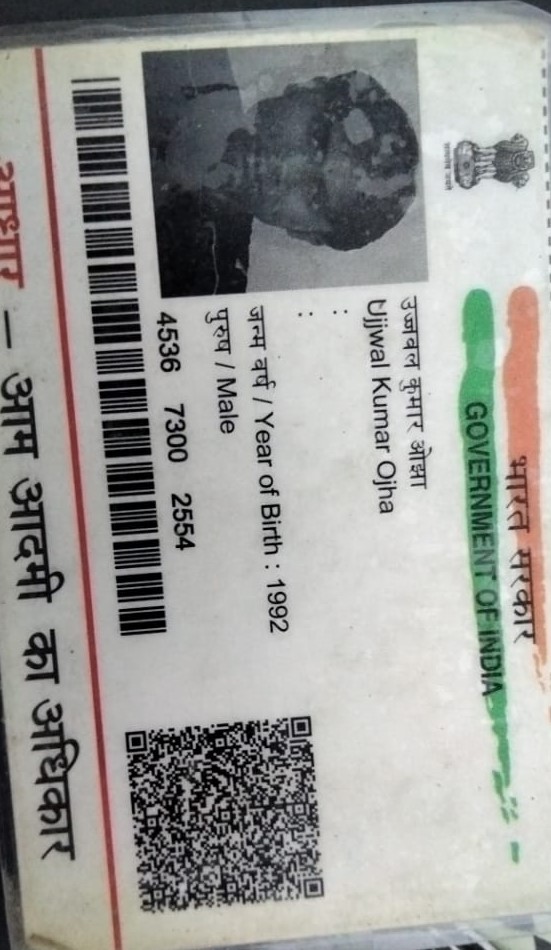 भारत सरकार
GOVERNMENT OF INDIA
उज्जवल कुमार ओझा
Ujjwal Kumar Ojha
:
:
जन्म वर्ष / Year of Birth : 1992
पुरुष / Male
4536 7300 2554
आधार – आम आदमी का अधिकार